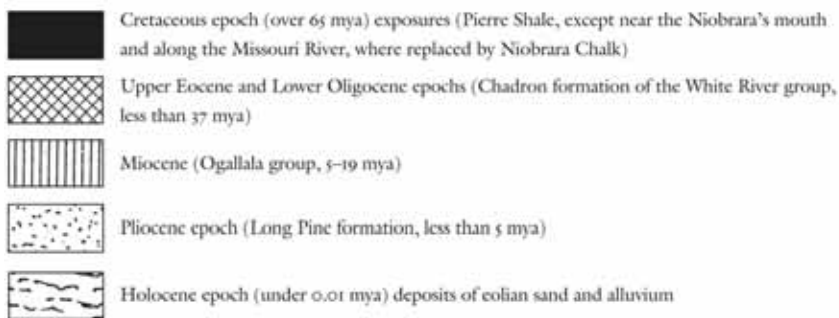 Cretaceous epoch (over 65 mya) exposures (Pierre Shale, except near the Niobrara's mouth
and along the Missouri River, where replaced by Niobrara Chalk)
Upper Eocene and Lower Oligocene epochs (Chadron formation of the White River group,
less than 37 mya)
Miocene (Ogallala group, 5–19 mya)
Pliocene epoch (Long Pine formation, less than 5 mya)
Holocene epoch (under 0.01 mya) deposits of eolian sand and alluvium